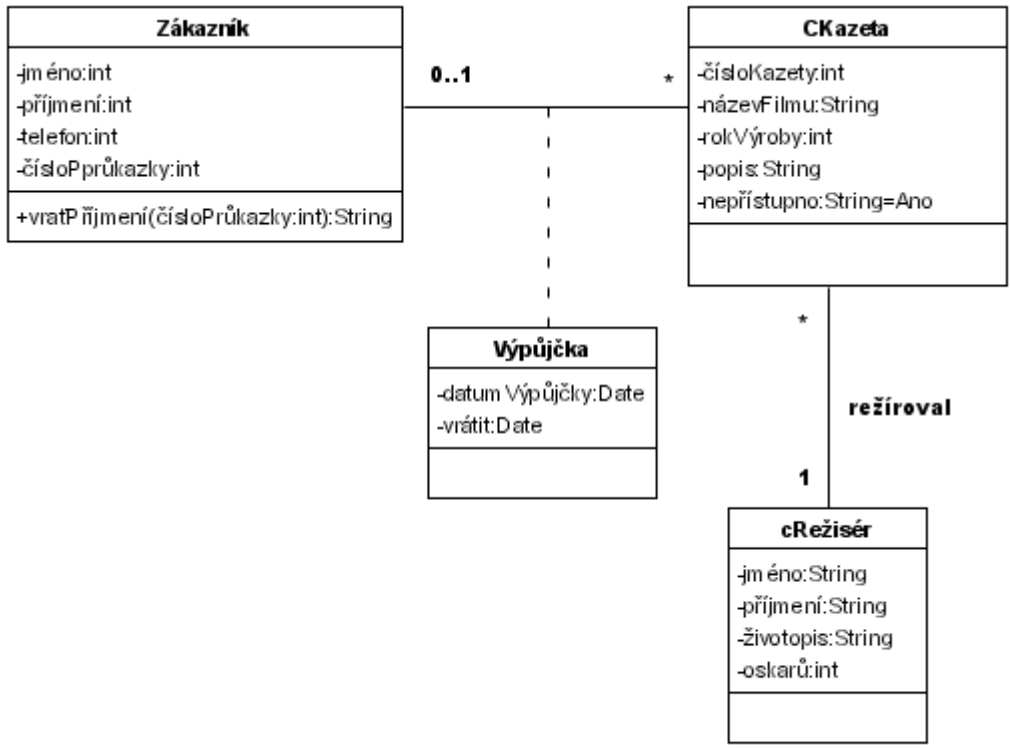 Zákazník
-jméno:int
-příjmení:int
-telefon:int
-čísloPprůkazky:int
+vratPříjmení(čísloPrůkazky:int):String
0..1
*
CKazeta
-čísloKazety:int
-názevFilmu:String
-rokVýroby:int
-popis:String
-nepřístupno:String=Ano
Výpůjčka
-datumVýpůjčky:Date
-vrátit:Date
*
režíroval
1
cRežisér
-jméno:String
-příjmení:String
-životopis:String
-oskarů:int